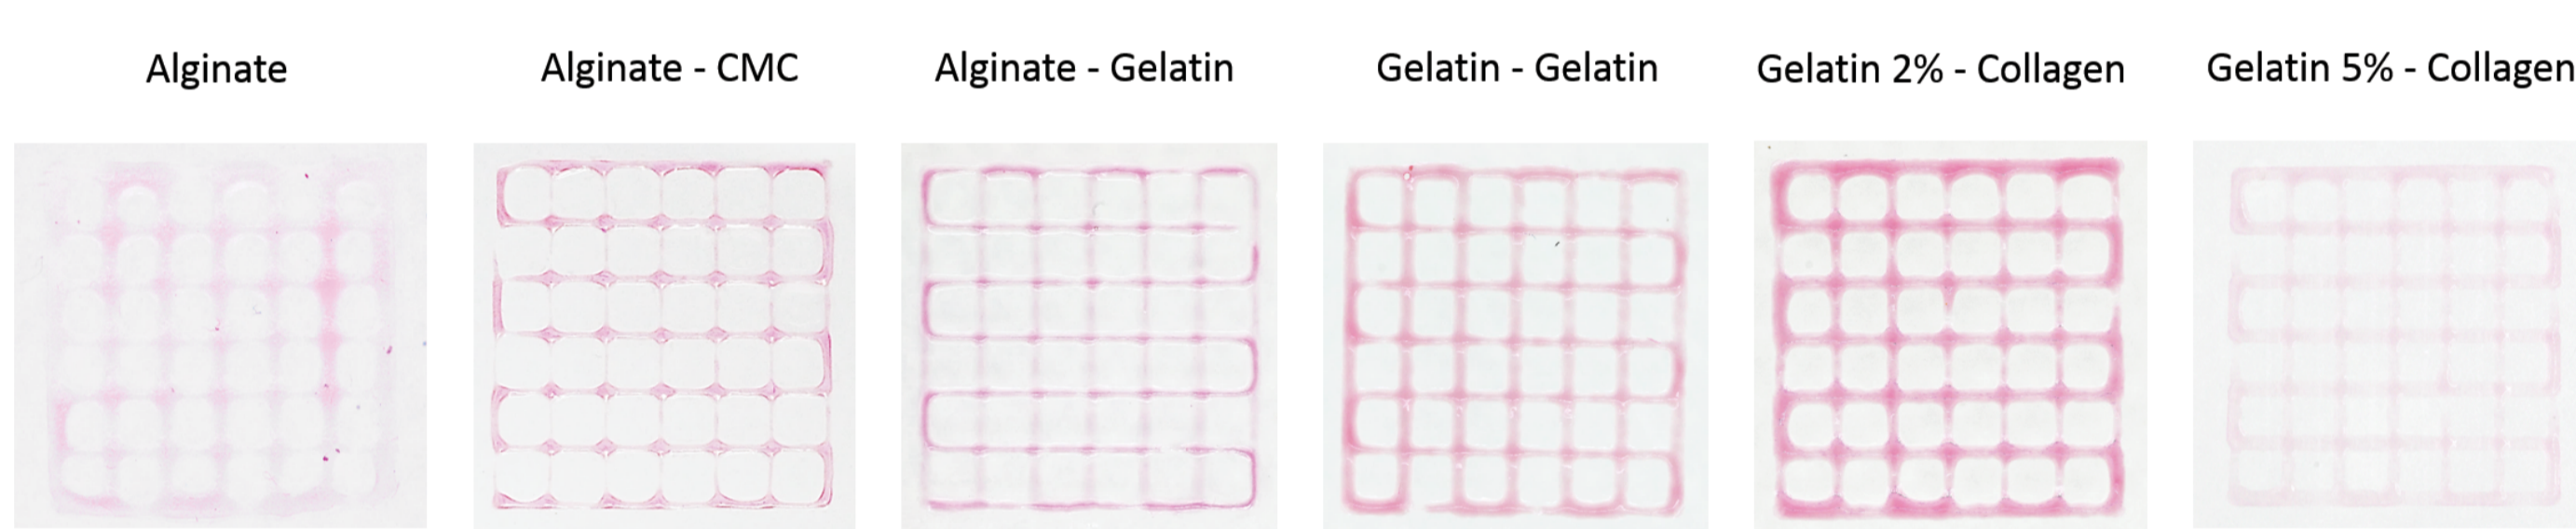 Alginate
Alginate - CMC
Alginate - Gelatin
Gelatin - Gelatin
Gelatin 2% - Collagen
Gelatin 5% - Collagen